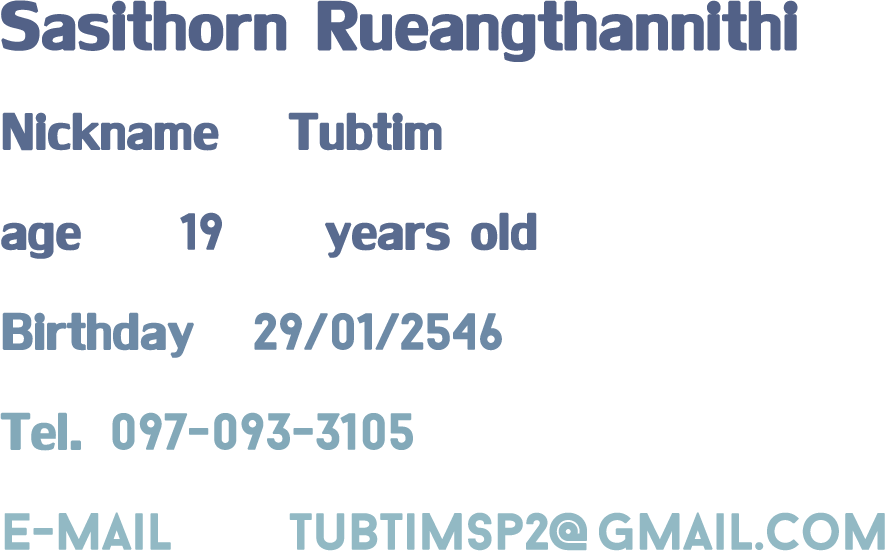 Sasithorn Rueangthannithi
Nickname Tubtim
age 19 years old
Birthday 29/01/2546
Tel. 097-093-3105
E-MAIL TUBTIMSP2@GMAIL.COM